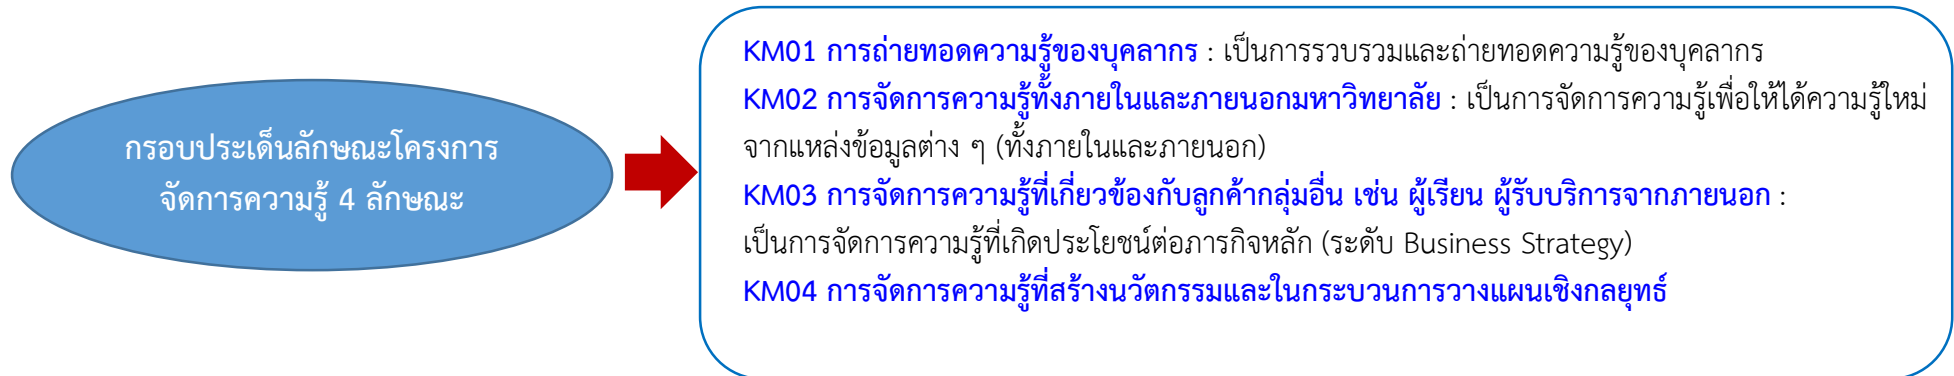 กรอบประเด็นลักษณะโครงการ
จัดการความรู้ 4 ลักษณะ
KM01 การถ่ายทอดความรู้ของบุคลากร : เป็นการรวบรวมและถ่ายทอดความรู้ของบุคลากร
KM02 การจัดการความรู้ทั้งภายในและภายนอกมหาวิทยาลัย : เป็นการจัดการความรู้เพื่อให้ได้ความรู้ใหม่
จากแหล่งข้อมูลต่าง ๆ (ทั้งภายในและภายนอก)
KM03 การจัดการความรู้ที่เกี่ยวข้องกับลูกค้ากลุ่มอื่น เช่น ผู้เรียน ผู้รับบริการจากภายนอก :
เป็นการจัดการความรู้ที่เกิดประโยชน์ต่อภารกิจหลัก (ระดับ Business Strategy)
KM04 การจัดการความรู้ที่สร้างนวัตกรรมและในกระบวนการวางแผนเชิงกลยุทธ์